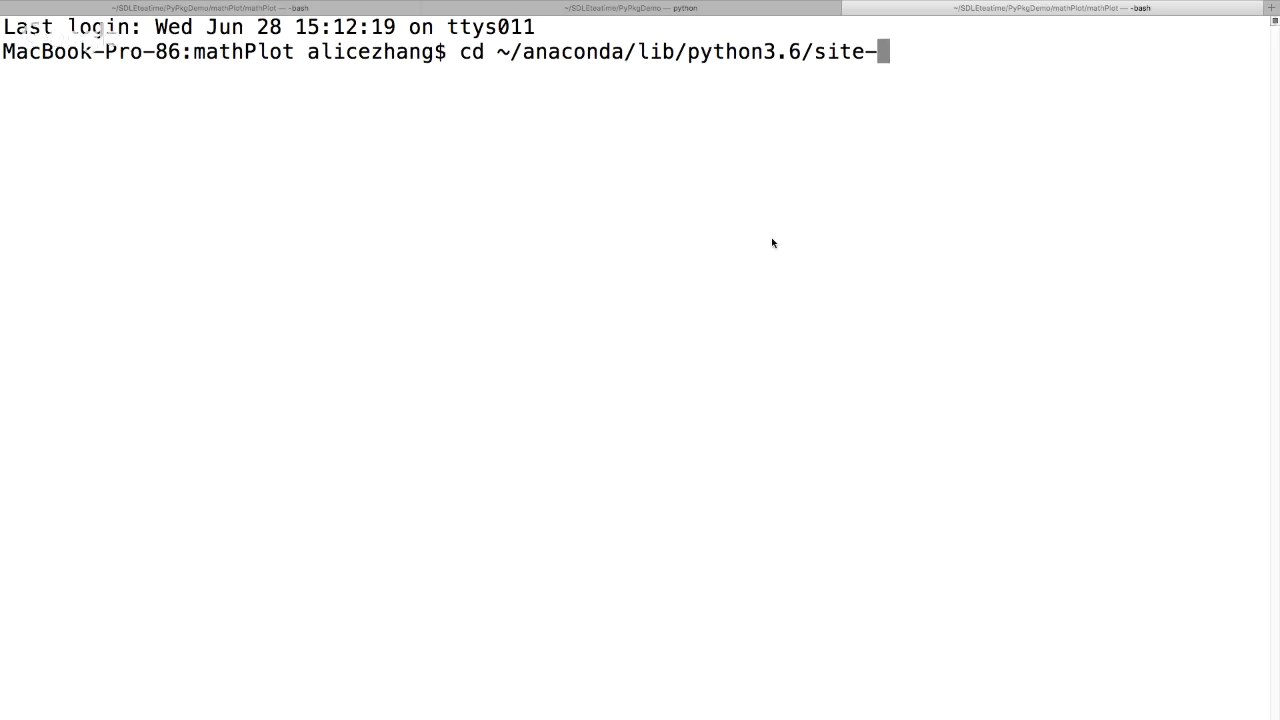 ~/SDLEteatime/PyPkgDemo/mathPlot/mathPlot — -bash ~/SDLEteatime/PyPkgDemo — python ~/SDLEteatime/PyPkgDemo/mathPlot/mathPlot — -bash +
Last login: Wed Jun 28 15:12:19 on ttys011
MacBook-Pro-86:mathPlot alicezhang$ cd ~/anaconda/lib/python3.6/site-